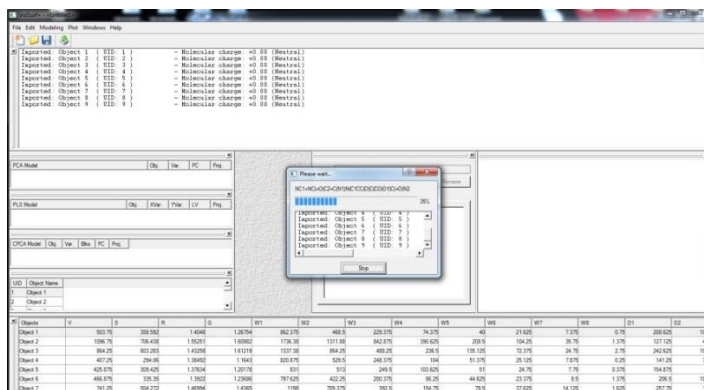 File Edit Modeling Plot Windows Help
Imported: Object 1 ( UID: 1 ) - Molecular charge: +0.00 (Neutral)
Imported: Object 2 ( UID: 2 ) - Molecular charge: +0.00 (Neutral)
Imported: Object 3 ( UID: 3 ) - Molecular charge: +0.00 (Neutral)
Imported: Object 4 ( UID: 4 ) - Molecular charge: +0.00 (Neutral)
Imported: Object 5 ( UID: 5 ) - Molecular charge: +0.00 (Neutral)
Imported: Object 6 ( UID: 6 ) - Molecular charge: +0.00 (Neutral)
Imported: Object 7 ( UID: 7 ) - Molecular charge: +0.00 (Neutral)
Imported: Object 8 ( UID: 8 ) - Molecular charge: +0.00 (Neutral)
Imported: Object 9 ( UID: 9 ) - Molecular charge: +0.00 (Neutral)
PCA Model Obj. Var. PC Proj.
Please wait...
35%
Imported: Object 4 ( UID: 4 )
Imported: Object 5 ( UID: 5 )
Imported: Object 6 ( UID: 6 )
Imported: Object 7 ( UID: 7 )
Imported: Object 8 ( UID: 8 )
Imported: Object 9 ( UID: 9 )
Stop
PLS Model Obj. XVar. YVar. LV Proj.
CPCA Model Obj. Var. Blks PC Proj.
UID Object Name
1 Object 1
2 Object 2
Objects V S R G W1 W2 W3 W4 W5 W6 W7 W8 D1 D2
Object 1 503.75 358.592 1.4048 1.26754 862.375 468.5 229.375 74.375 40 21.625 7.375 0.75 208.625
Object 2 1096.75 706.438 1.55251 1.60982 1736.38 1311.88 842.875 390.625 208.5 104.25 35.125 1.375 127.125
Object 3 864.25 603.283 1.43258 1.61218 1337.38 864.25 488.25 236.5 135.125 72.375 24.75 2.75 242.625
Object 4 407.25 294.06 1.38492 1.1643 820.875 529.5 248.375 104 51.375 25.125 7.875 0.25 141.25
Object 5 425.875 309.425 1.37634 1.20176 831 513 249.5 103.625 51 24.75 7.75 0.375 154.875
Object 6 466.875 335.35 1.3922 1.23686 797.625 422.25 200.375 86.25 44.625 23.375 8.5 1.375 206.5